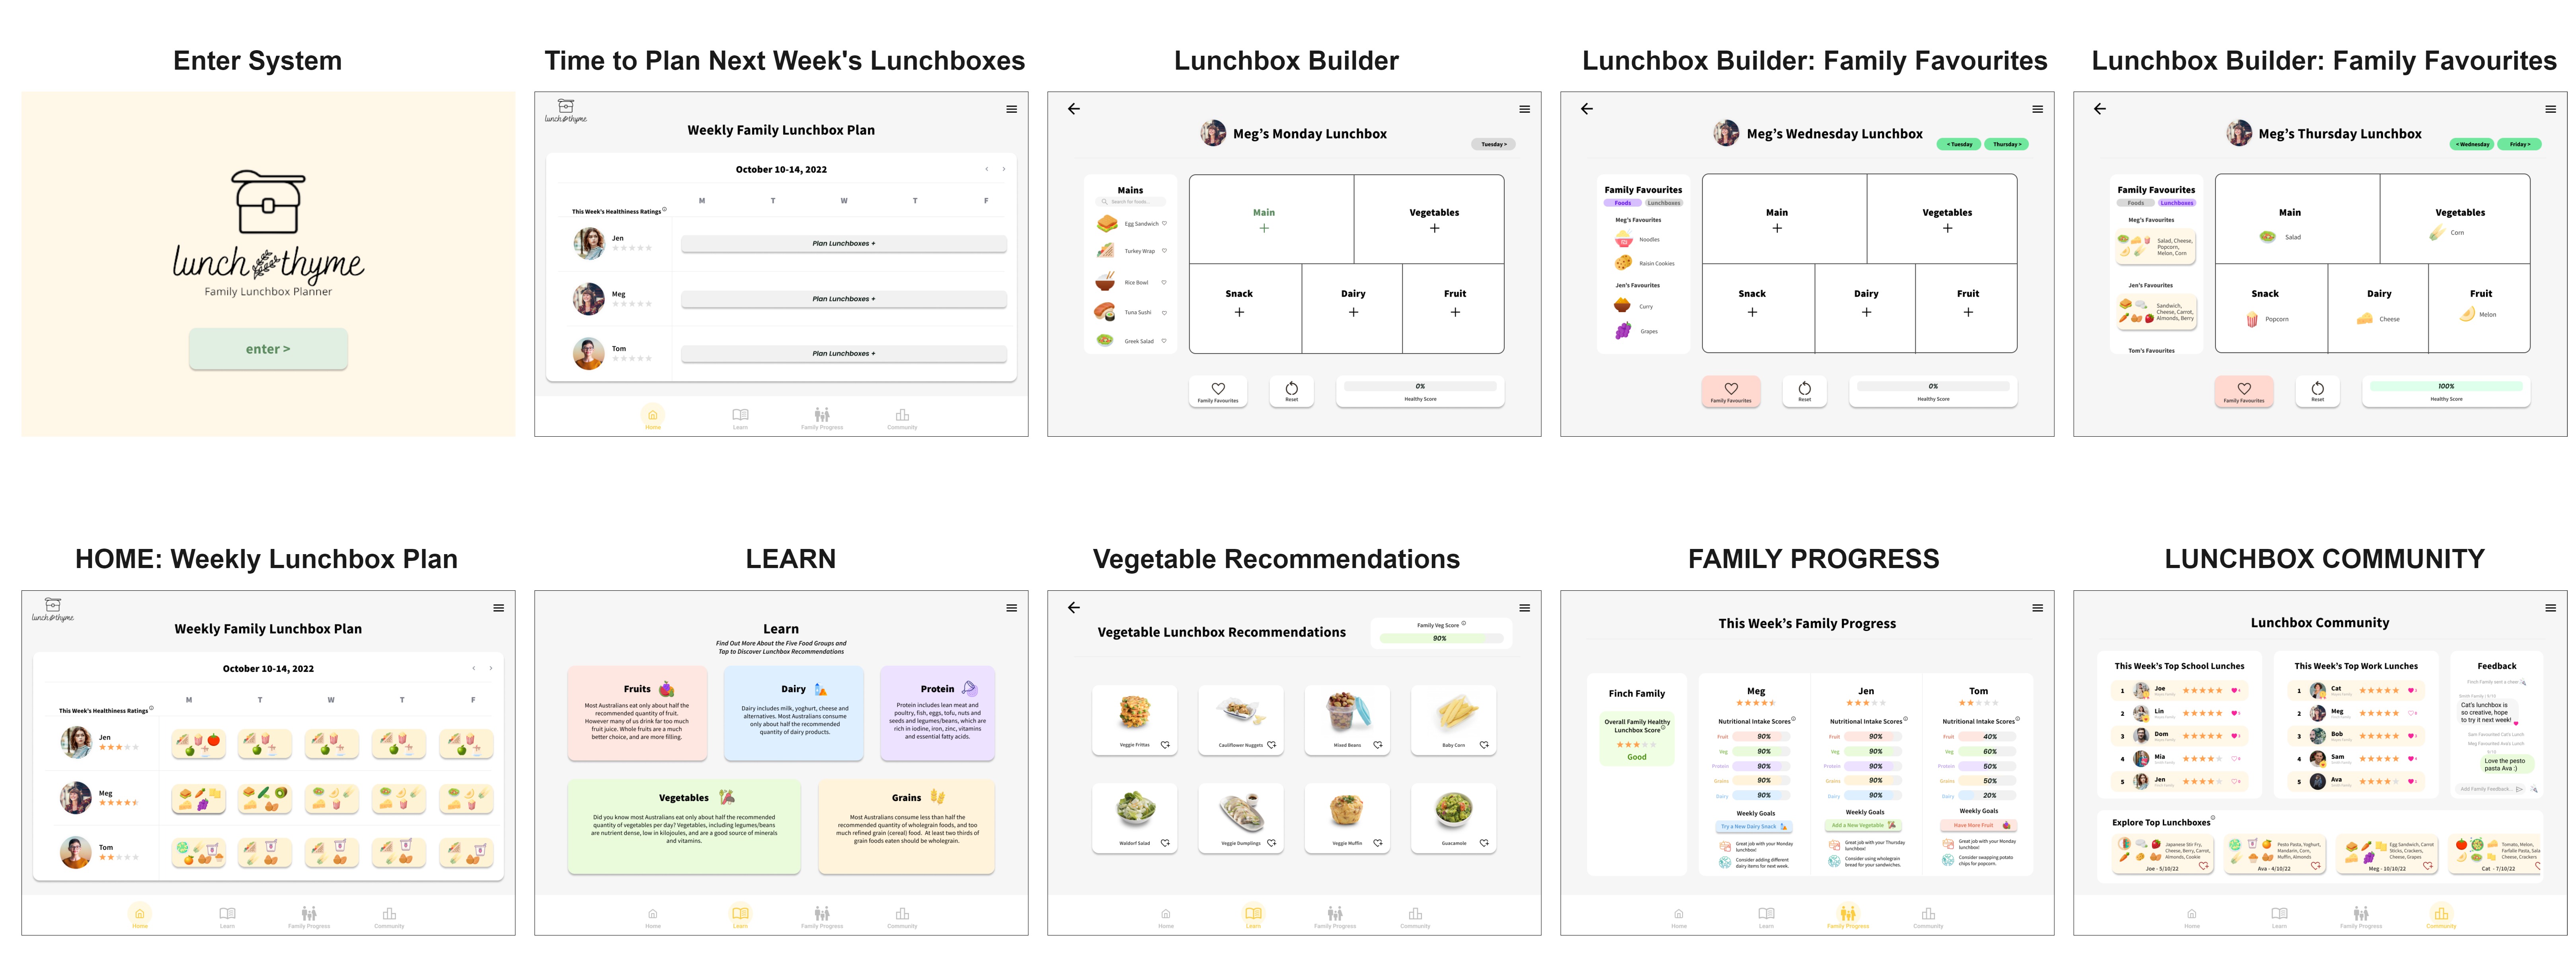 Enter System
lunch thyme
Family Lunchbox Planner
enter >
Time to Plan Next Week's Lunchboxes
lunch thyme
Weekly Family Lunchbox Plan
October 10-14, 2022
< >
M T W T F
This Week's Healthiness Ratings
Jen
Plan Lunchboxes +
Meg
Plan Lunchboxes +
Tom
Plan Lunchboxes +
Home Learn Family Progress Community
Lunchbox Builder
Meg's Monday Lunchbox
Tuesday >
Mains
Search for foods...
Egg Sandwich
Turkey Wrap
Rice Bowl
Tuna Sushi
Greek Salad
Main
+
Vegetables
+
Snack
+
Dairy
+
Fruit
+
Family Favourites
Reset
0%
Healthy Score
Lunchbox Builder: Family Favourites
Meg's Wednesday Lunchbox
< Tuesday
Thursday >
Family Favourites
Foods Lunchboxes
Meg's Favourites
Noodles
Raisin Cookies
Jen's Favourites
Curry
Grapes
Main
+
Vegetables
+
Snack
+
Dairy
+
Fruit
+
Family Favourites
Reset
0%
Healthy Score
Lunchbox Builder: Family Favourites
Meg's Thursday Lunchbox
< Wednesday
Friday >
Family Favourites
Foods Lunchboxes
Meg's Favourites
Salad, Cheese,
Popcorn,
Melon, Corn
Jen's Favourites
Sandwich,
Cheese, Carrot,
Almonds, Berry
Tom's Favourites
Main
Salad
Vegetables
Corn
Snack
Popcorn
Dairy
Cheese
Fruit
Melon
Family Favourites
Reset
100%
Healthy Score
HOME: Weekly Lunchbox Plan
lunch thyme
Weekly Family Lunchbox Plan
October 10-14, 2022
< >
M T W T F
This Week's Healthiness Ratings
Jen
Meg
Tom
Home Learn Family Progress Community
LEARN
Learn
Find Out More About the Five Food Groups and
Tap to Discover Lunchbox Recommendations
Fruits
Most Australians eat only about half the
recommended quantity of fruit.
However many of us drink far too much
fruit juice. Whole fruits are a much
better choice, and are more filling.
Dairy
Dairy includes milk, yoghurt, cheese and
alternatives. Most Australians consume
only about half the recommended
quantity of dairy products.
Protein
Protein includes lean meat and
poultry, fish, eggs, tofu, nuts and
seeds and legumes/beans, which are
rich in iodine, iron, zinc, vitamins
and essential fatty acids.
Vegetables
Did you know most Australians eat only about half the recommended
quantity of vegetables per day? Vegetables, including legumes/beans
are nutrient dense, low in kilojoules, and are a good source of minerals
and vitamins.
Grains
Most Australians consume less than half the
recommended quantity of wholegrain foods, and too
much refined grain (cereal) food. At least two thirds of
grain foods eaten should be wholegrain.
Home Learn Family Progress Community
Vegetable Recommendations
Vegetable Lunchbox Recommendations
Family Veg Score
90%
Veggie Frittas
Cauliflower Nuggets
Mixed Beans
Baby Corn
Waldorf Salad
Veggie Dumplings
Veggie Muffin
Guacamole
Home Learn Family Progress Community
FAMILY PROGRESS
This Week's Family Progress
Finch Family
Overall Family Healthy
Lunchbox Score
Good
Meg
Nutritional Intake Scores
Fruit 90%
Veg 90%
Protein 90%
Grains 90%
Dairy 90%
Weekly Goals
Try a New Dairy Snack
Great job with your Monday
lunchbox!
Consider adding different
dairy items for next week.
Jen
Nutritional Intake Scores
Fruit 90%
Veg 90%
Protein 90%
Grains 90%
Dairy 90%
Weekly Goals
Add a New Vegetable
Great job with your Thursday
lunchbox!
Consider using wholegrain
bread for your sandwiches.
Tom
Nutritional Intake Scores
Fruit 40%
Veg 60%
Protein 50%
Grains 50%
Dairy 20%
Weekly Goals
Have More Fruit
Great job with your Monday
lunchbox!
Consider swapping potato
chips for popcorn.
Home Learn Family Progress Community
LUNCHBOX COMMUNITY
Lunchbox Community
This Week's Top School Lunches
1 Joe
2 Lin
3 Dom
4 Mia
5 Jen
This Week's Top Work Lunches
1 Cat
2 Meg
3 Bob
4 Sam
5 Ava
Feedback
Finch Family sent a clean
Cat's lunchbox is
so creative, hope
to try it next week!
Sam Favourited Cat's Lunch
Meg Favourited Ava's Lunch
Love the pesto
pasta Ava :)
Add Family Feedback...
Explore Top Lunchboxes
Japanese Stir Fry,
Cheese, Berry, Carrot,
Almonds, Cookie
Joe - 5/10/22
Pesto Pasta, Yoghurt,
Mandarin, Corn,
Muffin, Almonds
Ava - 4/10/22
Egg Sandwich, Carrot
Sticks, Crackers,
Cheese, Grapes
Meg - 10/10/22
Tomato, Melon,
Farfalle Pasta, Sala
Cheese, Crackers
Cat - 7/10/22
Home Learn Family Progress Community